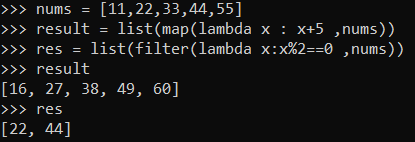 >>> nums = [11,22,33,44,55]
>>> result = list(map(lambda x : x+5 ,nums))
>>> res = list(filter(lambda x:x%2==0 ,nums))
>>> result
[16, 27, 38, 49, 60]
>>> res
[22, 44]